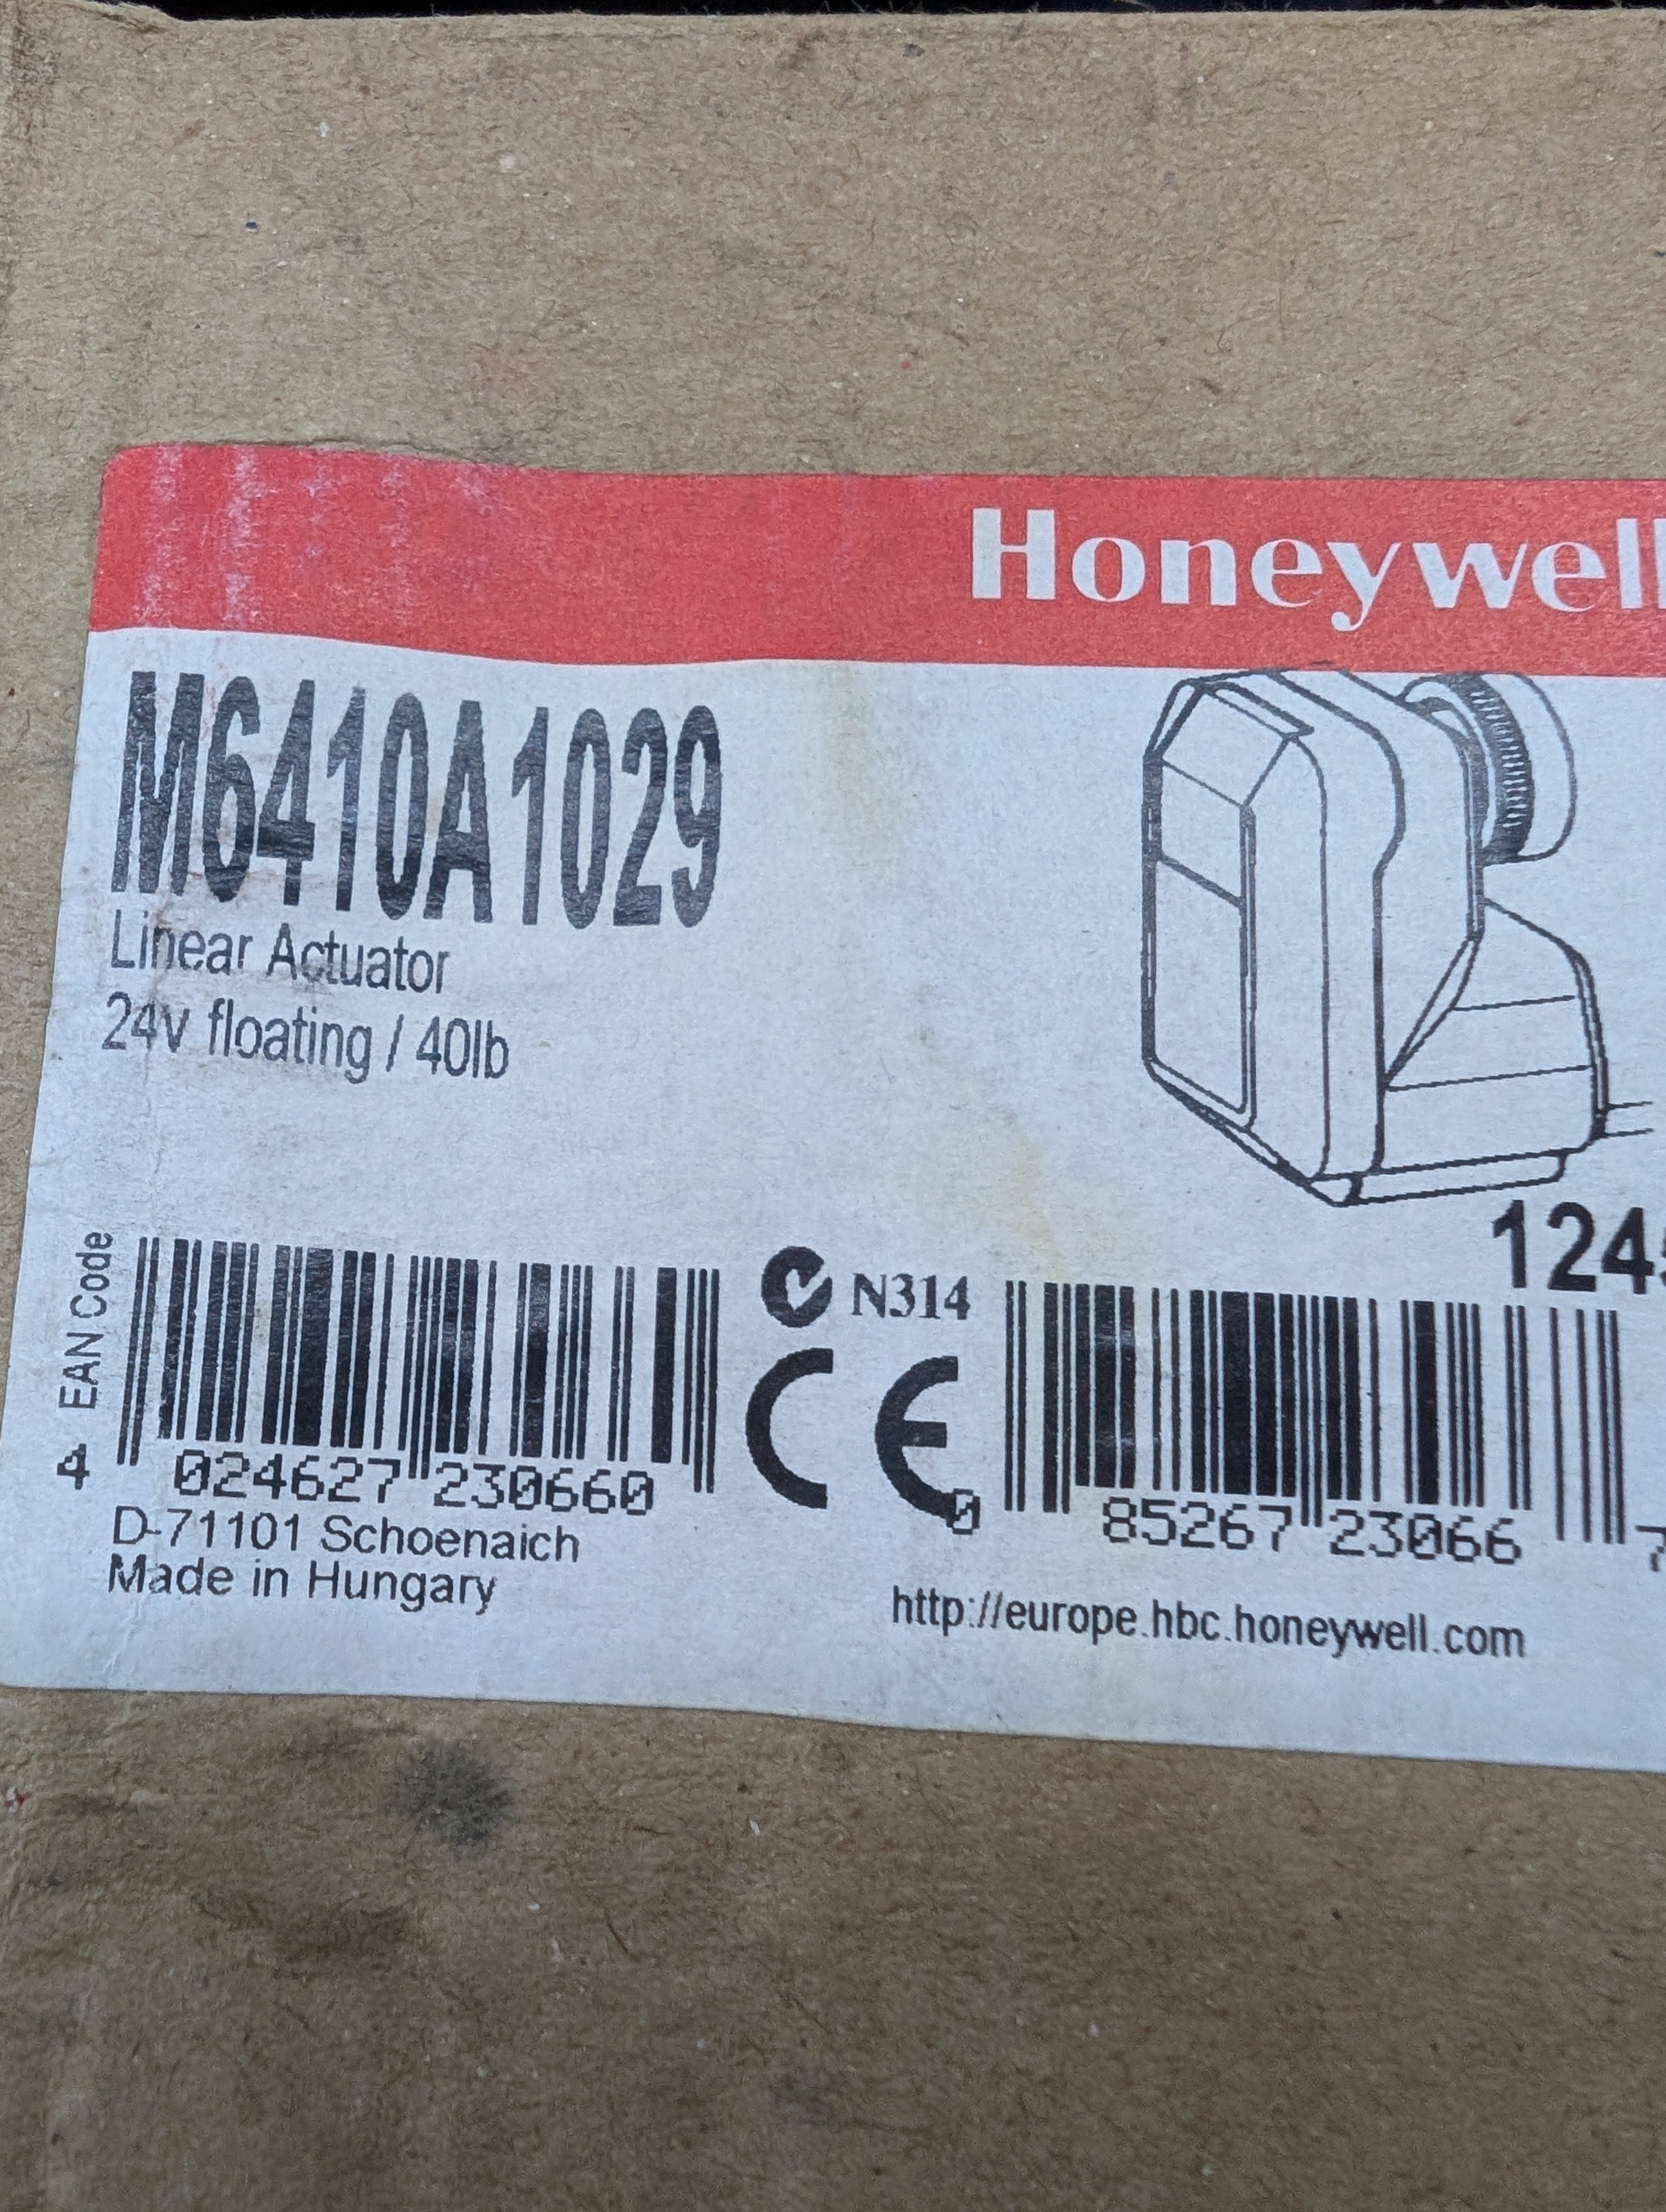 Honeywell
M6410A1029
Linear Actuator
24v floating / 40lb
EAN Code
N314
4 024627 230660
0 85267 23066 7
D-71101 Schoenaich
Made in Hungary
http://europe.hbc.honeywell.com